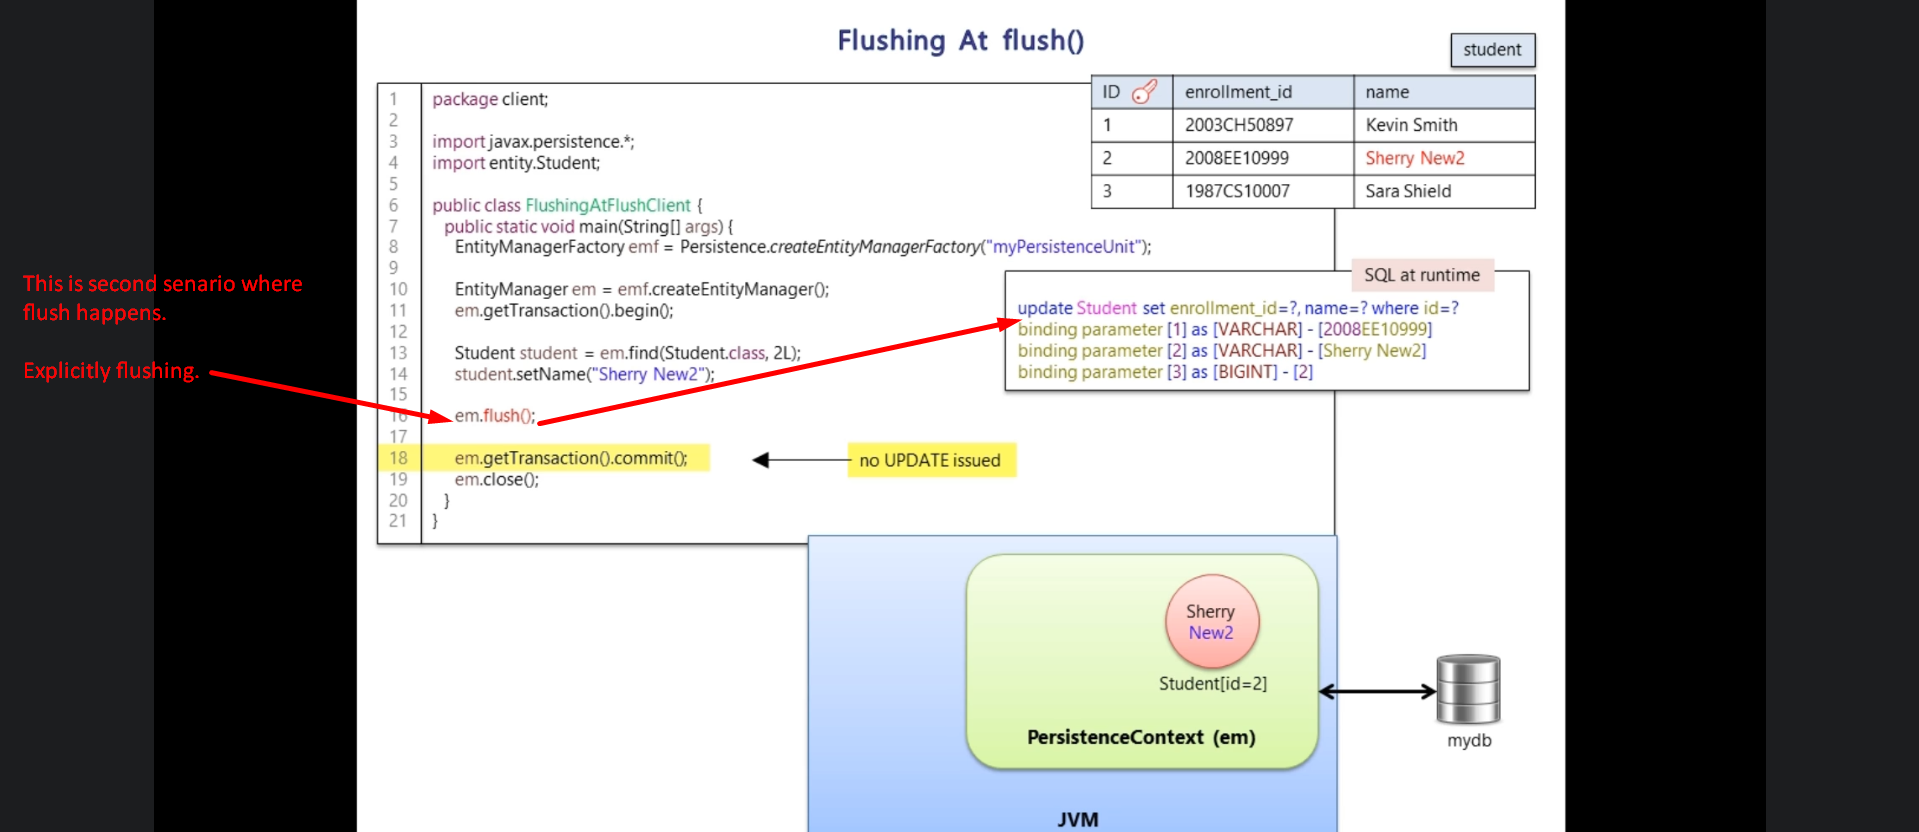 Flushing At flush()
student
ID enrollment_id name
1 2003CH50897 Kevin Smith
2 2008EE10999 Sherry New2
3 1987CS10007 Sara Shield
1 package client;
2
3 import javax.persistence.*;
4 import entity.Student;
5
6 public class FlushingAtFlushClient {
7 public static void main(String[] args) {
8 EntityManagerFactory emf = Persistence.createEntityManagerFactory("myPersistenceUnit");
9
10 EntityManager em = emf.createEntityManager();
11 em.getTransaction().begin();
12
13 Student student = em.find(Student.class, 2L);
14 student.setName("Sherry New2");
15
16 em.flush();
17
18 em.getTransaction().commit();
19 em.close();
20 }
21 }
no UPDATE issued
This is second senario where
flush happens.
Explicitly flushing.
SQL at runtime
update Student set enrollment_id=?, name=? where id=?
binding parameter [1] as [VARCHAR] - [2008EE10999]
binding parameter [2] as [VARCHAR] - [Sherry New2]
binding parameter [3] as [BIGINT] - [2]
Sherry
New2
Student[id=2]
PersistenceContext (em)
mydb
JVM